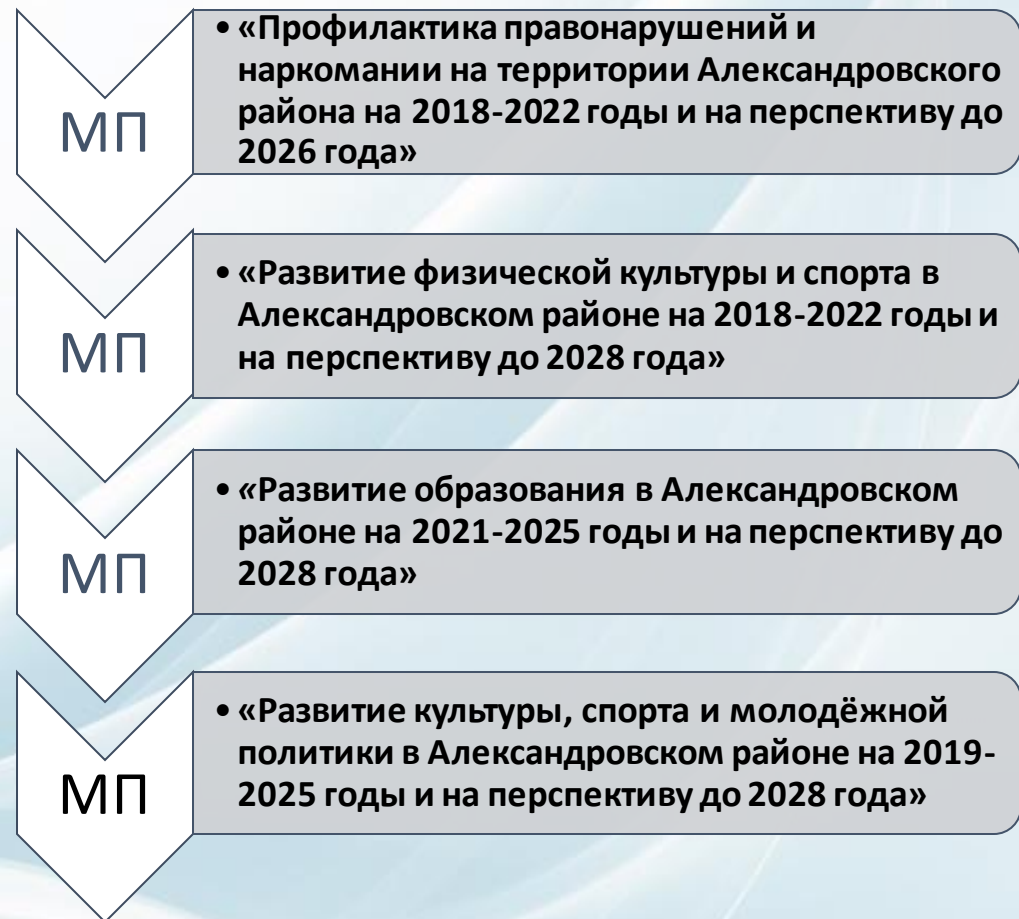 МП
• «Профилактика правонарушений и
наркомании на территории Александровского
района на 2018-2022 годы и на перспективу до
2026 года»
МП
• «Развитие физической культуры и спорта в
Александровском районе на 2018-2022 годы и
на перспективу до 2028 года»
МП
• «Развитие образования в Александровском
районе на 2021-2025 годы и на перспективу до
2028 года»
МП
• «Развитие культуры, спорта и молодёжной
политики в Александровском районе на 2019-
2025 годы и на перспективу до 2028 года»